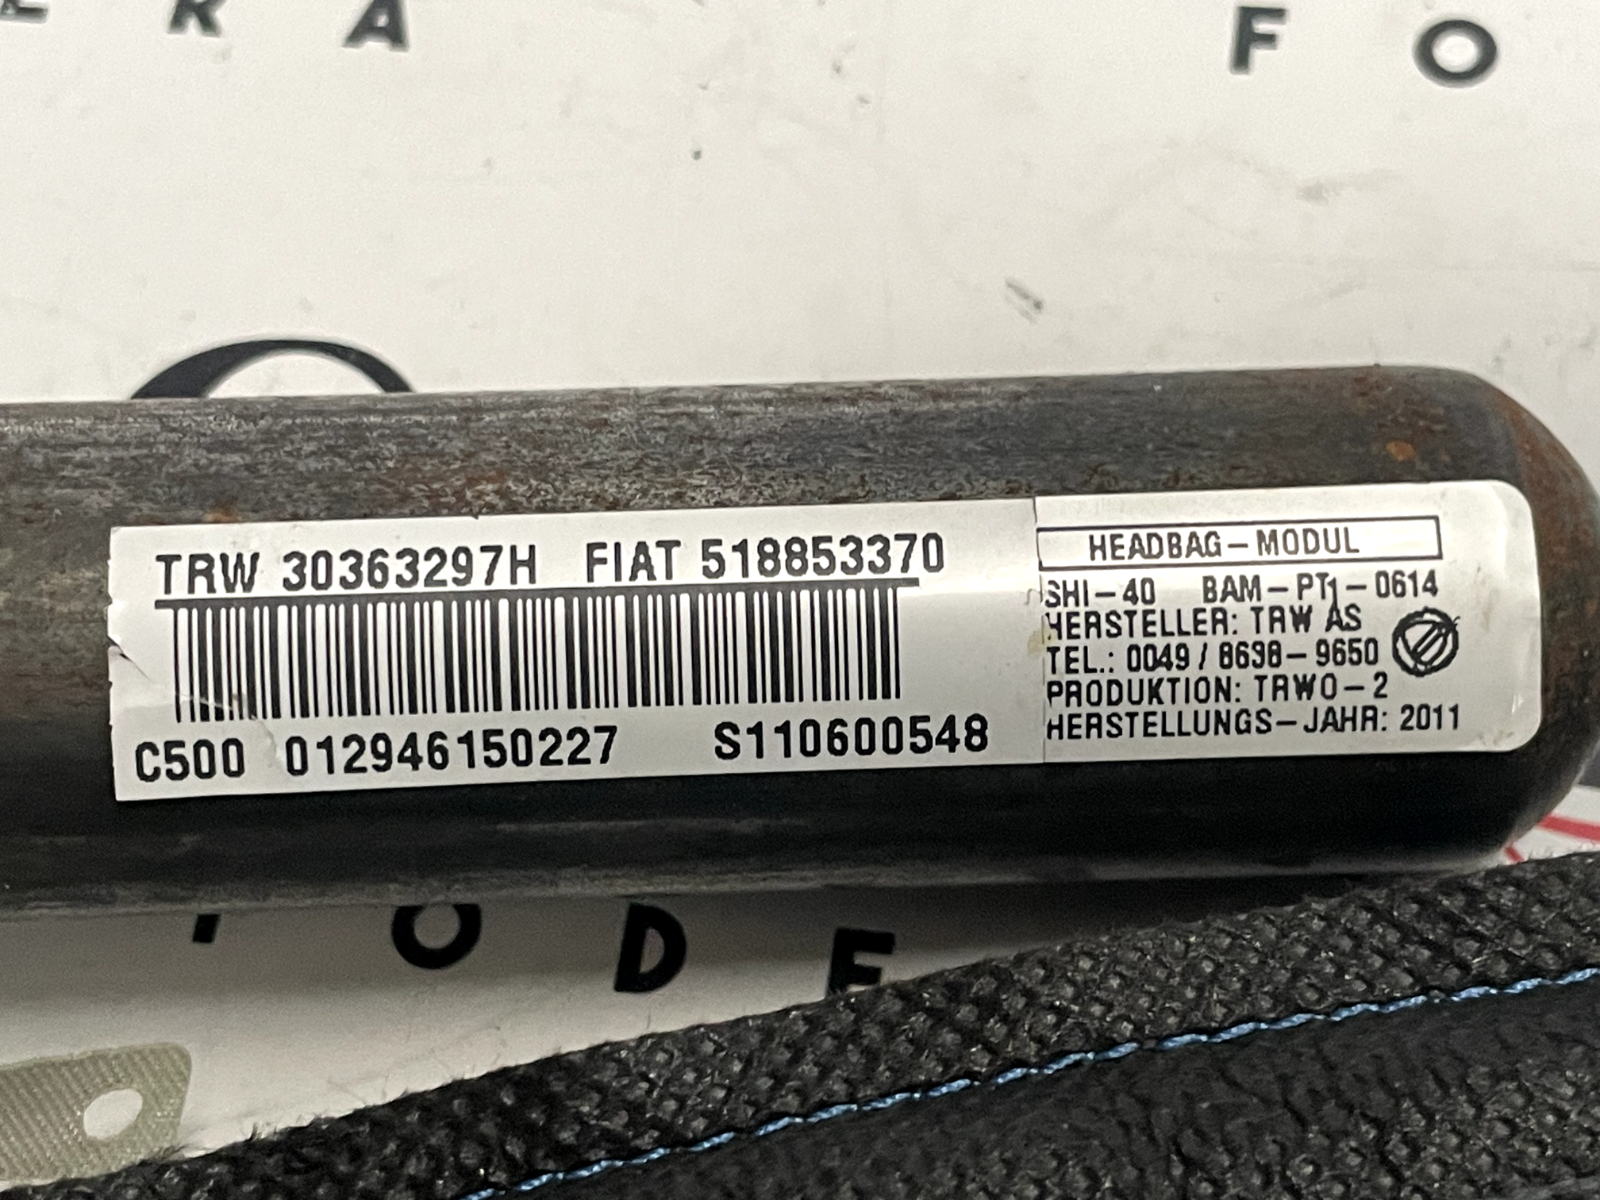 R A
F O
TRW 30363297H FIAT 518853370
C500 012946150227 S110600548
HEADBAG-MODUL
SHI-40 BAM-PT1-0614
HERSTELLER: TRW AS
TEL.: 0049 / 8638-9650
PRODUKTION: TRWO-2
HERSTELLUNGS-JAHR: 2011
O D E